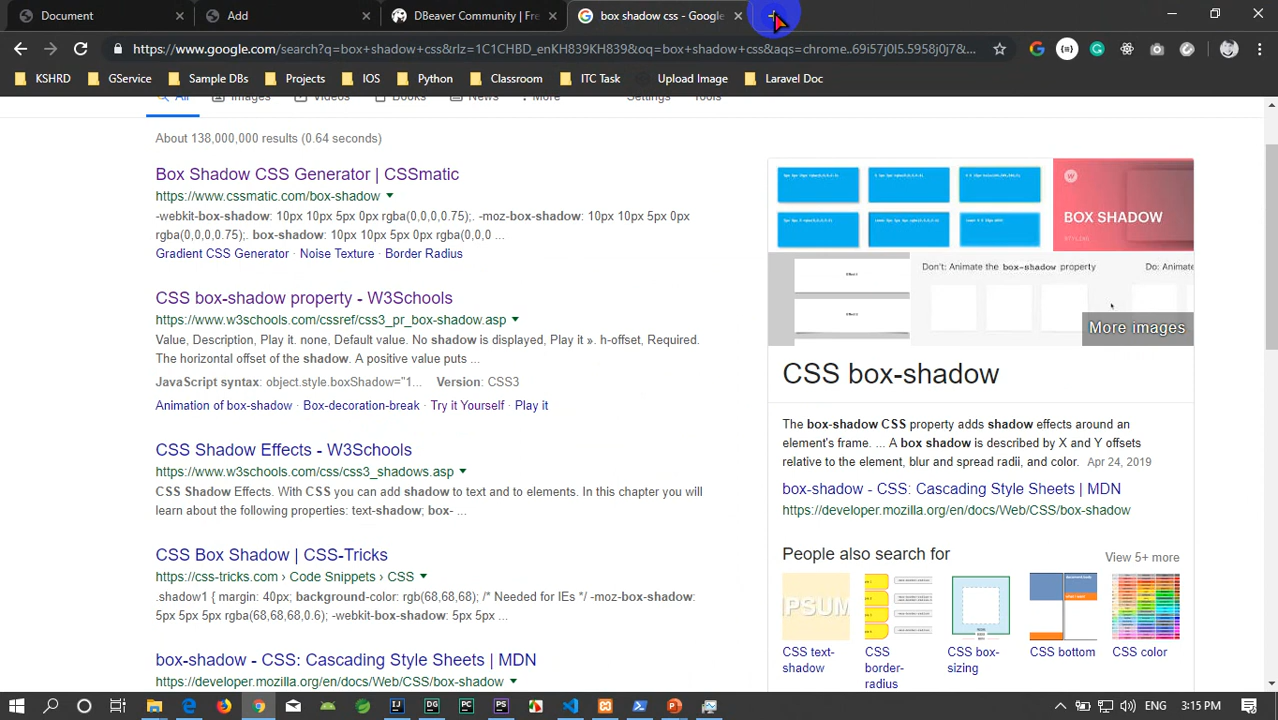 Document
Add
DBeaver Community | Fre
box shadow css - Google
https://www.google.com/search?q=box+shadow+css&rlz=1C1CHBD_enKH839KH839&oq=box+shadow+css&aqs=chrome..69i57j0l5.5958j0j7&...
KSHRD
GService
Sample DBs
Projects
IOS
Python
Classroom
ITC Task
Upload Image
Laravel Doc
All
Images
Videos
Books
News
More
Settings
Tools
About 138,000,000 results (0.64 seconds)
Box Shadow CSS Generator | CSSmatic
https://www.cssmatic.com/box-shadow
-webkit-box-shadow: 10px 10px 5px 0px rgba(0,0,0,0.75);. -moz-box-shadow: 10px 10px 5px 0px
rgba(0,0,0,0.75);. box-shadow: 10px 10px 5px 0px rgba(0,0,0 ...
Gradient CSS Generator · Noise Texture · Border Radius
CSS box-shadow property - W3Schools
https://www.w3schools.com/cssref/css3_pr_box-shadow.asp
Value, Description, Play it. none, Default value. No shadow is displayed, Play it ». h-offset, Required.
The horizontal offset of the shadow. A positive value puts ...
JavaScript syntax: object.style.boxShadow="1... Version: CSS3
Animation of box-shadow · Box-decoration-break · Try it Yourself · Play it
CSS Shadow Effects - W3Schools
https://www.w3schools.com/css/css3_shadows.asp
CSS Shadow Effects. With CSS you can add shadow to text and to elements. In this chapter you will
learn about the following properties: text-shadow; box- ...
CSS Box Shadow | CSS-Tricks
https://css-tricks.com › Code Snippets › CSS
.shadow1 { margin: 40px; background-color: rgb(68,68,68); /* Needed for IEs */ -moz-box-shadow:
5px 5px 5px rgba(68,68,68,0.6); -webkit-box-shadow: 5px 5px 5px ...
box-shadow - CSS: Cascading Style Sheets | MDN
https://developer.mozilla.org/en/docs/Web/CSS/box-shadow
W
BOX SHADOW
Don't: Animate the box-shadow property
Do: Animate
More images
CSS box-shadow
The box-shadow CSS property adds shadow effects around an
element's frame. ... A box shadow is described by X and Y offsets
relative to the element, blur and spread radii, and color. Apr 24, 2019
box-shadow - CSS: Cascading Style Sheets | MDN
https://developer.mozilla.org/en/docs/Web/CSS/box-shadow
People also search for
View 5+ more
IPSUM
CSS text-
shadow
CSS
border-
radius
CSS box-
sizing
CSS bottom
CSS color
3:15 PM